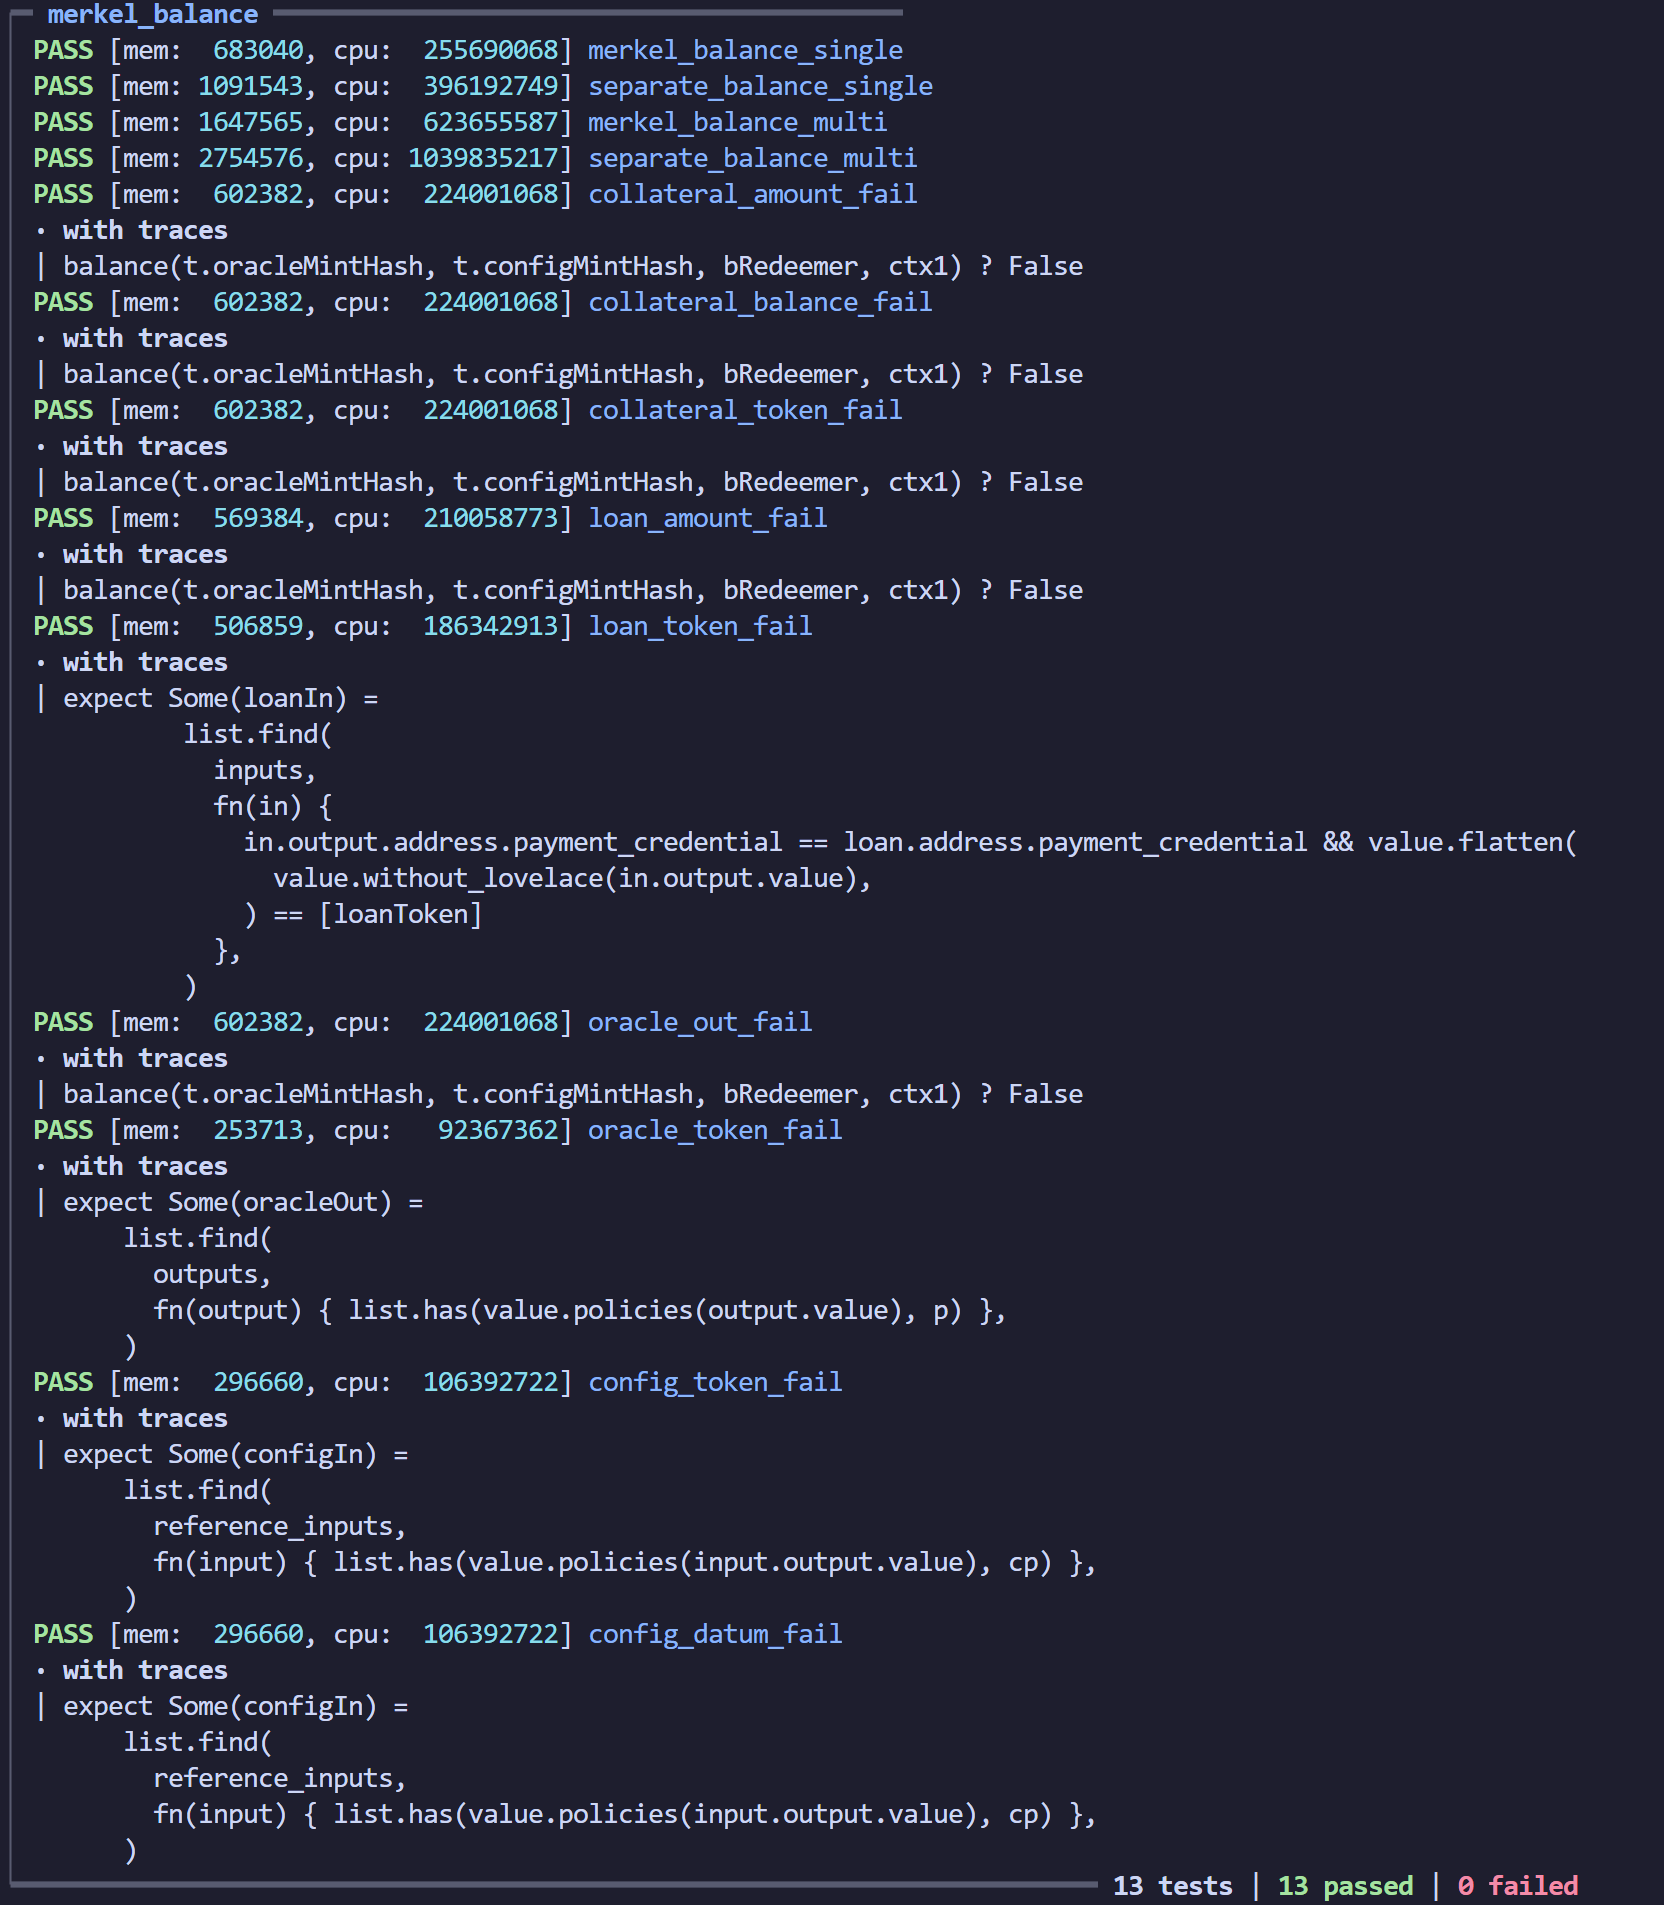 merkel_balance
PASS [mem:  683040, cpu:  255690068] merkel_balance_single
PASS [mem: 1091543, cpu:  396192749] separate_balance_single
PASS [mem: 1647565, cpu:  623655587] merkel_balance_multi
PASS [mem: 2754576, cpu: 1039835217] separate_balance_multi
PASS [mem:  602382, cpu:  224001068] collateral_amount_fail
· with traces
| balance(t.oracleMintHash, t.configMintHash, bRedeemer, ctx1) ? False
PASS [mem:  602382, cpu:  224001068] collateral_balance_fail
· with traces
| balance(t.oracleMintHash, t.configMintHash, bRedeemer, ctx1) ? False
PASS [mem:  602382, cpu:  224001068] collateral_token_fail
· with traces
| balance(t.oracleMintHash, t.configMintHash, bRedeemer, ctx1) ? False
PASS [mem:  569384, cpu:  210058773] loan_amount_fail
· with traces
| balance(t.oracleMintHash, t.configMintHash, bRedeemer, ctx1) ? False
PASS [mem:  506859, cpu:  186342913] loan_token_fail
· with traces
| expect Some(loanIn) =
          list.find(
            inputs,
            fn(in) {
              in.output.address.payment_credential == loan.address.payment_credential && value.flatten(
                value.without_lovelace(in.output.value),
              ) == [loanToken]
            },
          )
PASS [mem:  602382, cpu:  224001068] oracle_out_fail
· with traces
| balance(t.oracleMintHash, t.configMintHash, bRedeemer, ctx1) ? False
PASS [mem:  253713, cpu:   92367362] oracle_token_fail
· with traces
| expect Some(oracleOut) =
      list.find(
        outputs,
        fn(output) { list.has(value.policies(output.value), p) },
      )
PASS [mem:  296660, cpu:  106392722] config_token_fail
· with traces
| expect Some(configIn) =
      list.find(
        reference_inputs,
        fn(input) { list.has(value.policies(input.output.value), cp) },
      )
PASS [mem:  296660, cpu:  106392722] config_datum_fail
· with traces
| expect Some(configIn) =
      list.find(
        reference_inputs,
        fn(input) { list.has(value.policies(input.output.value), cp) },
      )
13 tests | 13 passed | 0 failed